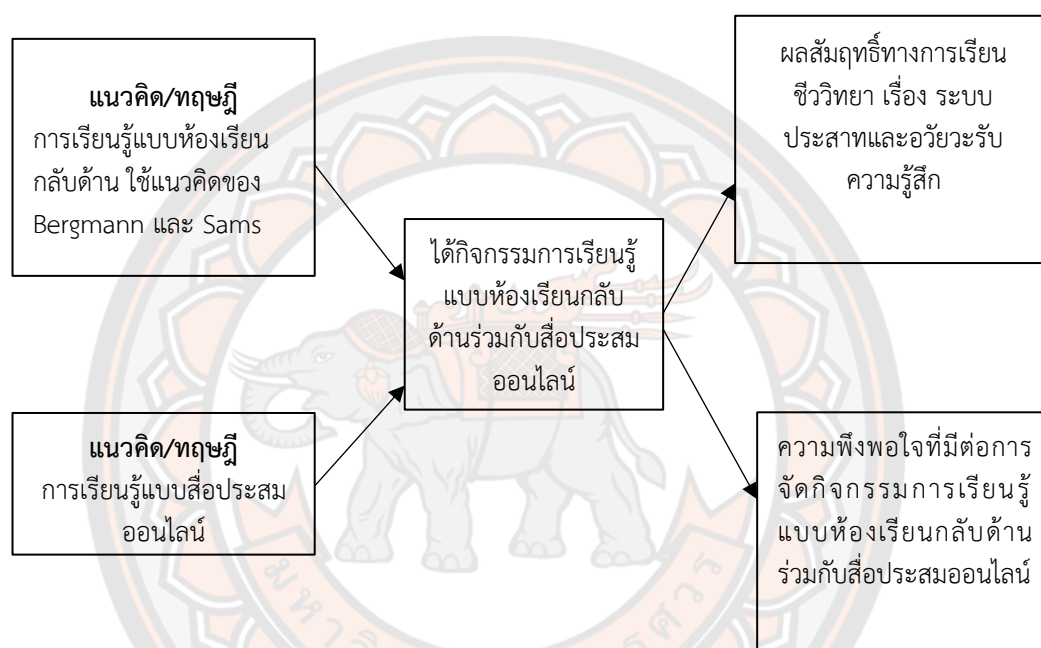 แนวคิด/ทฤษฎี
การเรียนรู้แบบห้องเรียน
กลับด้าน ใช้แนวคิดของ
Bergmann และ Sams
แนวคิด/ทฤษฎี
การเรียนรู้แบบสื่อประสม
ออนไลน์
ได้กิจกรรมการเรียนรู้
แบบห้องเรียนกลับ
ด้านร่วมกับสื่อประสม
ออนไลน์
ผลสัมฤทธิ์ทางการเรียน
ชีววิทยา เรื่อง ระบบ
ประสาทและอวัยวะรับ
ความรู้สึก
ความพึงพอใจที่มีต่อการ
จัดกิจกรรมการเรียนรู้
แบบห้องเรียนกลับด้าน
ร่วมกับสื่อประสมออนไลน์